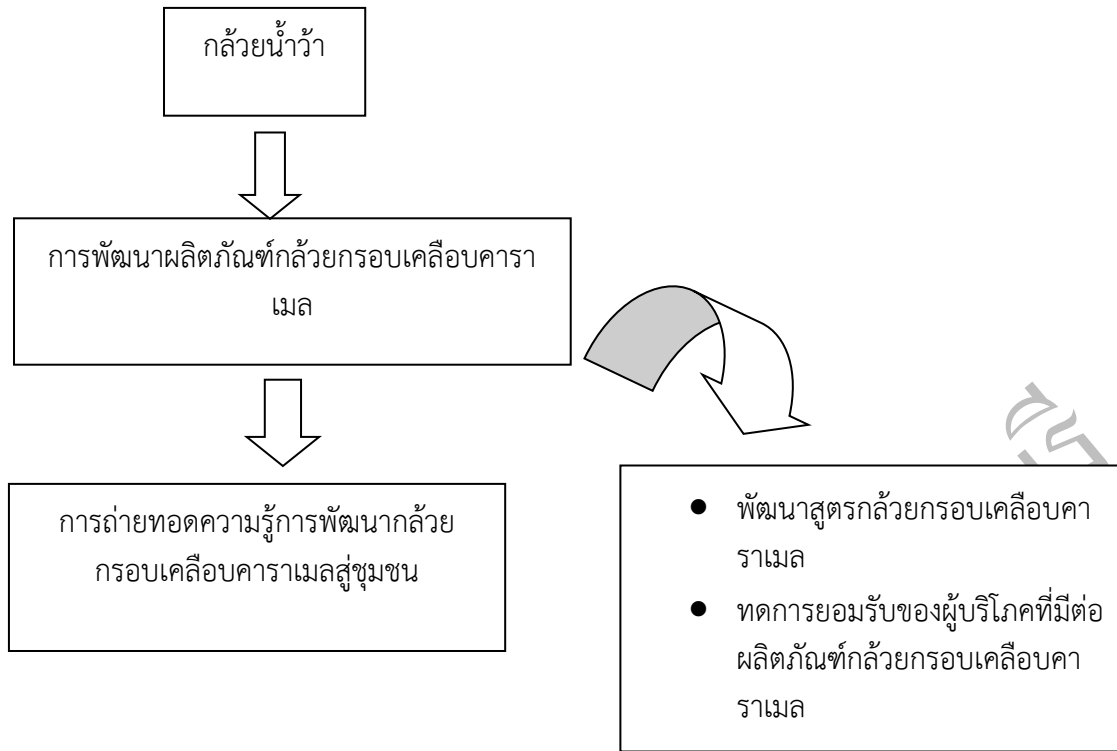 กล้วยน้ำว้า
การพัฒนาผลิตภัณฑ์กล้วยกรอบเคลือบคารา
เมล
การถ่ายทอดความรู้การพัฒนากล้วย
กรอบเคลือบคาราเมลสู่ชุมชน
● พัฒนาสูตรกล้วยกรอบเคลือบคา
ราเมล
● ทดการยอมรับของผู้บริโภคที่มีต่อ
ผลิตภัณฑ์กล้วยกรอบเคลือบคา
ราเมล